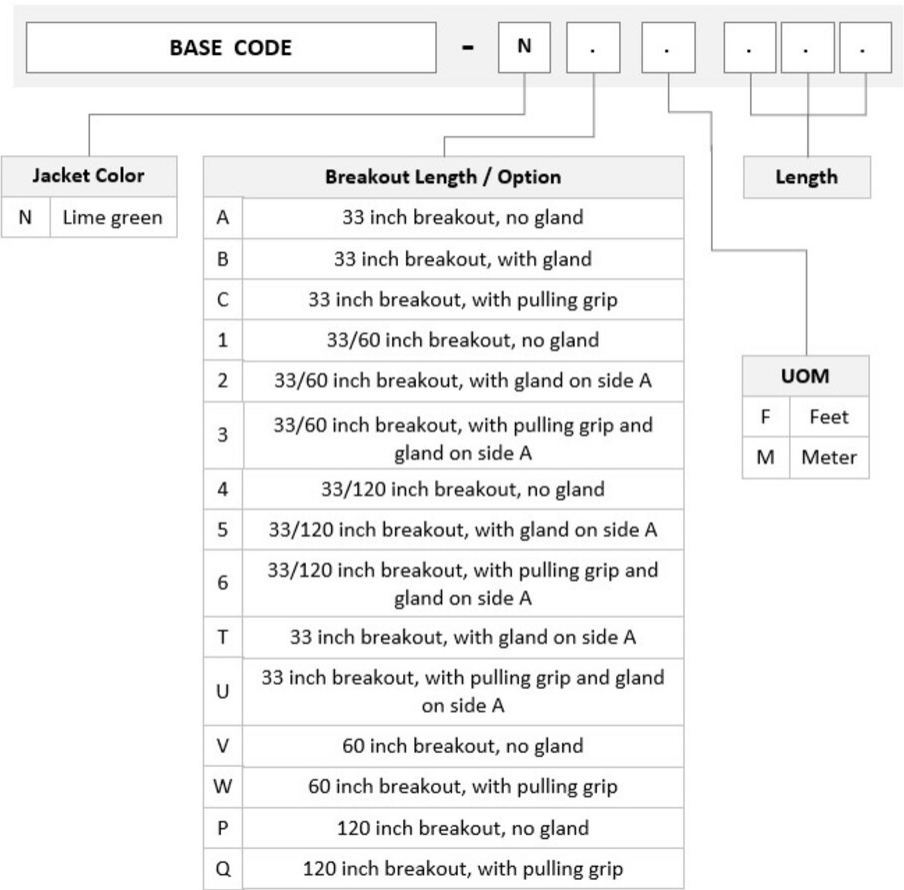 BASE CODE - N . . . . .
Jacket Color
N Lime green
Breakout Length / Option
A 33 inch breakout, no gland
B 33 inch breakout, with gland
C 33 inch breakout, with pulling grip
1 33/60 inch breakout, no gland
2 33/60 inch breakout, with gland on side A
3 33/60 inch breakout, with pulling grip and
gland on side A
4 33/120 inch breakout, no gland
5 33/120 inch breakout, with gland on side A
6 33/120 inch breakout, with pulling grip and
gland on side A
T 33 inch breakout, with gland on side A
U 33 inch breakout, with pulling grip and gland
on side A
V 60 inch breakout, no gland
W 60 inch breakout, with pulling grip
P 120 inch breakout, no gland
Q 120 inch breakout, with pulling grip
Length
UOM
F Feet
M Meter